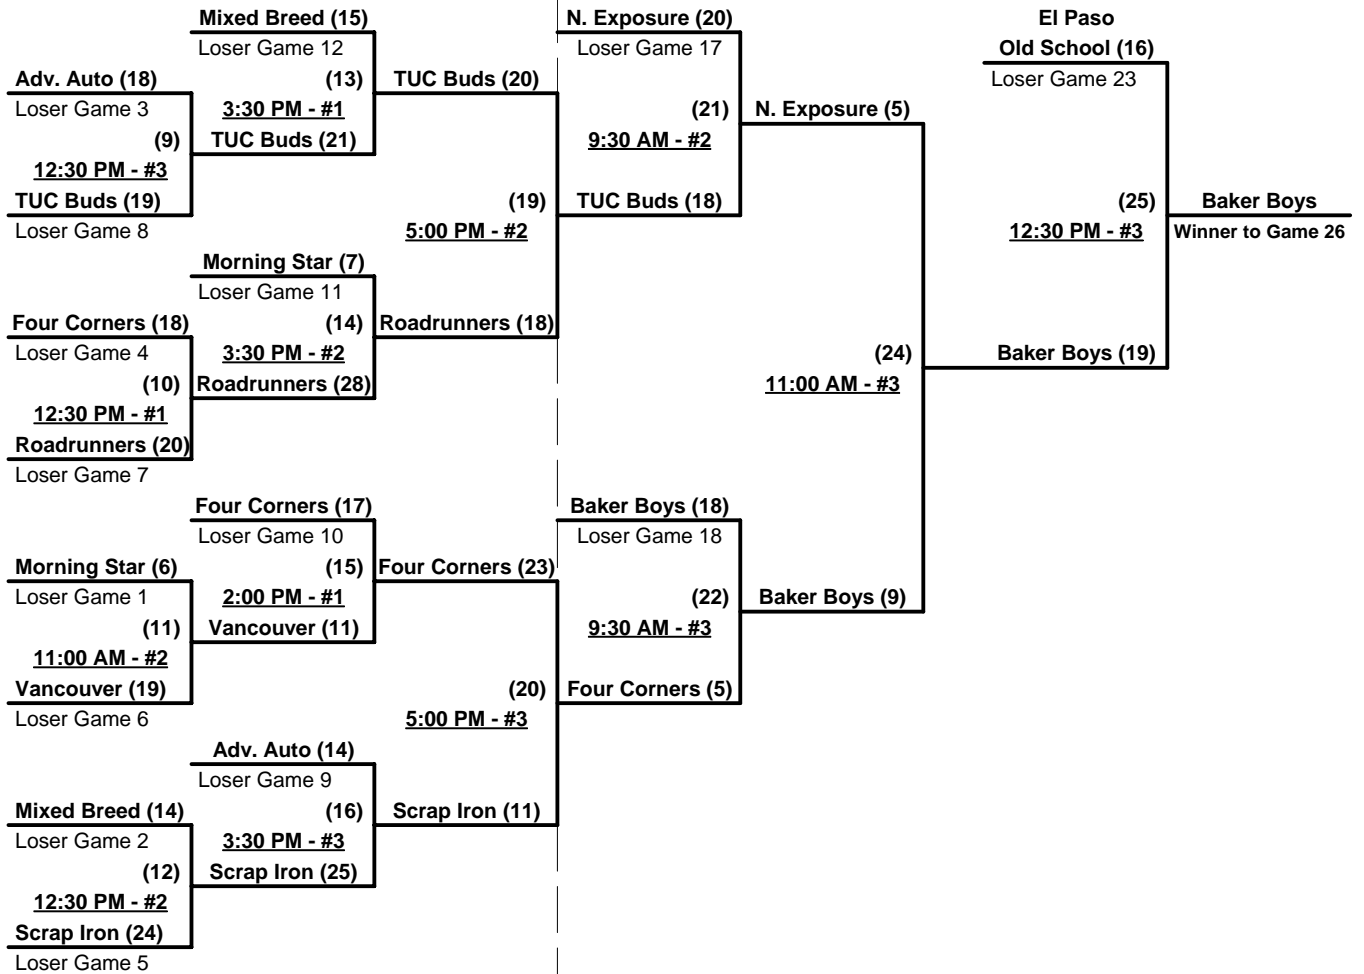 Mixed Breed (15)
Loser Game 12
Adv. Auto (18)
Loser Game 3
(13)
3:30 PM - #1
(9)
12:30 PM - #3
TUC Buds (21)
TUC Buds (19)
Loser Game 8
TUC Buds (20)
Morning Star (7)
Loser Game 11
Four Corners (18)
Loser Game 4
(14)
3:30 PM - #2
(10)
12:30 PM - #1
Roadrunners (28)
Roadrunners (20)
Loser Game 7
Roadrunners (18)
(19)
5:00 PM - #2
Four Corners (17)
Loser Game 10
Morning Star (6)
Loser Game 1
(15)
2:00 PM - #1
(11)
11:00 AM - #2
Vancouver (11)
Vancouver (19)
Loser Game 6
Four Corners (23)
Adv. Auto (14)
Loser Game 9
Mixed Breed (14)
Loser Game 2
(16)
3:30 PM - #3
(12)
12:30 PM - #2
Scrap Iron (25)
Scrap Iron (24)
Loser Game 5
Scrap Iron (11)
(20)
5:00 PM - #3
N. Exposure (20)
Loser Game 17
(21)
9:30 AM - #2
TUC Buds (18)
N. Exposure (5)
Baker Boys (18)
Loser Game 18
(22)
9:30 AM - #3
Four Corners (5)
Baker Boys (9)
(24)
11:00 AM - #3
El Paso
Old School (16)
Loser Game 23
(25)
12:30 PM - #3
Baker Boys (19)
Baker Boys
Winner to Game 26